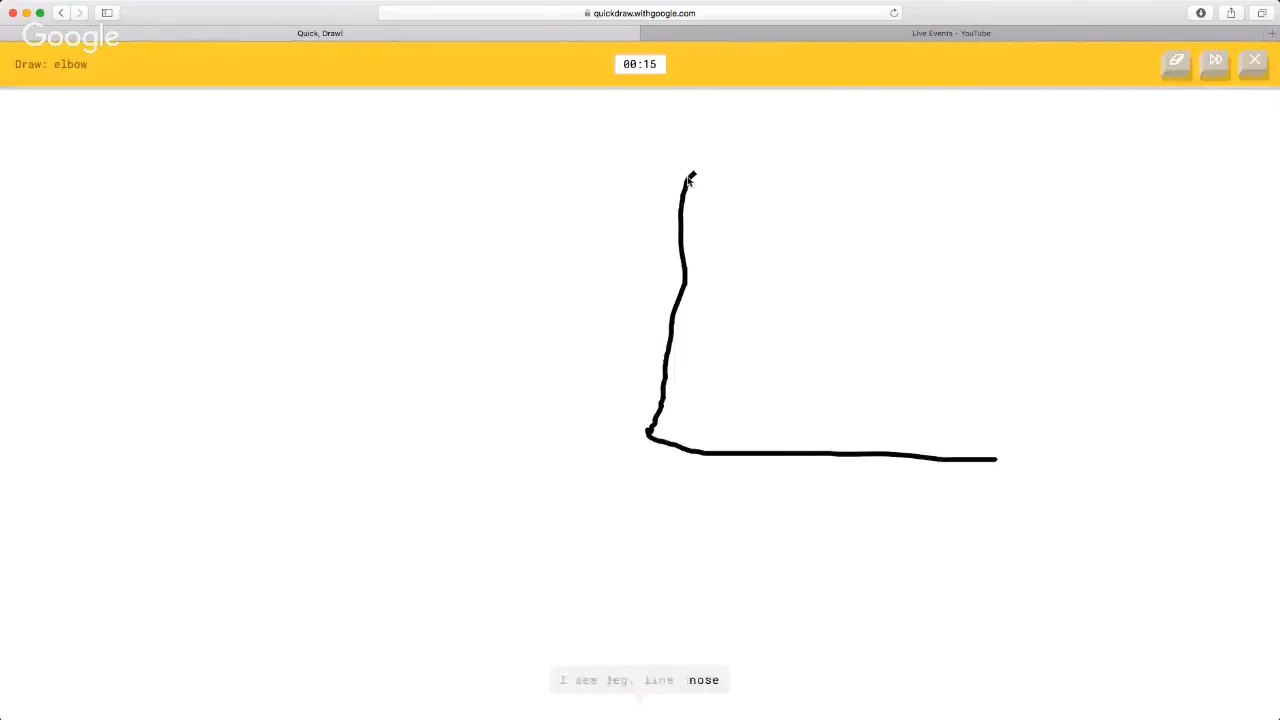 quickdraw.withgoogle.com
Quick, Draw!
Live Events - YouTube
Google
Draw: elbow
00:15
I see leg, line nose